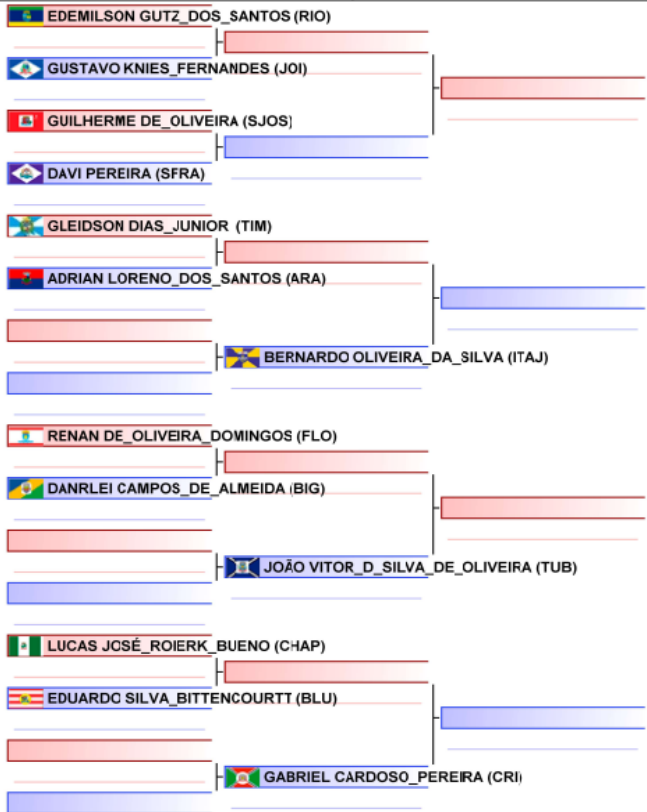 EDEMILSON GUTZ_DOS_SANTOS (RIO)
GUSTAVO KNIES_FERNANDES (JOI)
GUILHERME DE_OLIVEIRA (SJOS)
DAVI PEREIRA (SFRA)
GLEIDSON DIAS_JUNIOR (TIM)
ADRIAN LORENO_DOS_SANTOS (ARA)
BERNARDO OLIVEIRA_DA_SILVA (ITAJ)
RENAN DE_OLIVEIRA_DOMINGOS (FLO)
DANRLEI CAMPOS_DE_ALMEIDA (BIG)
JOÃO VITOR_D_SILVA_DE_OLIVEIRA (TUB)
LUCAS JOSÉ_ROIERK_BUENO (CHAP)
EDUARDO SILVA_BITTENCOURTT (BLU)
GABRIEL CARDOSO_PEREIRA (CRI)